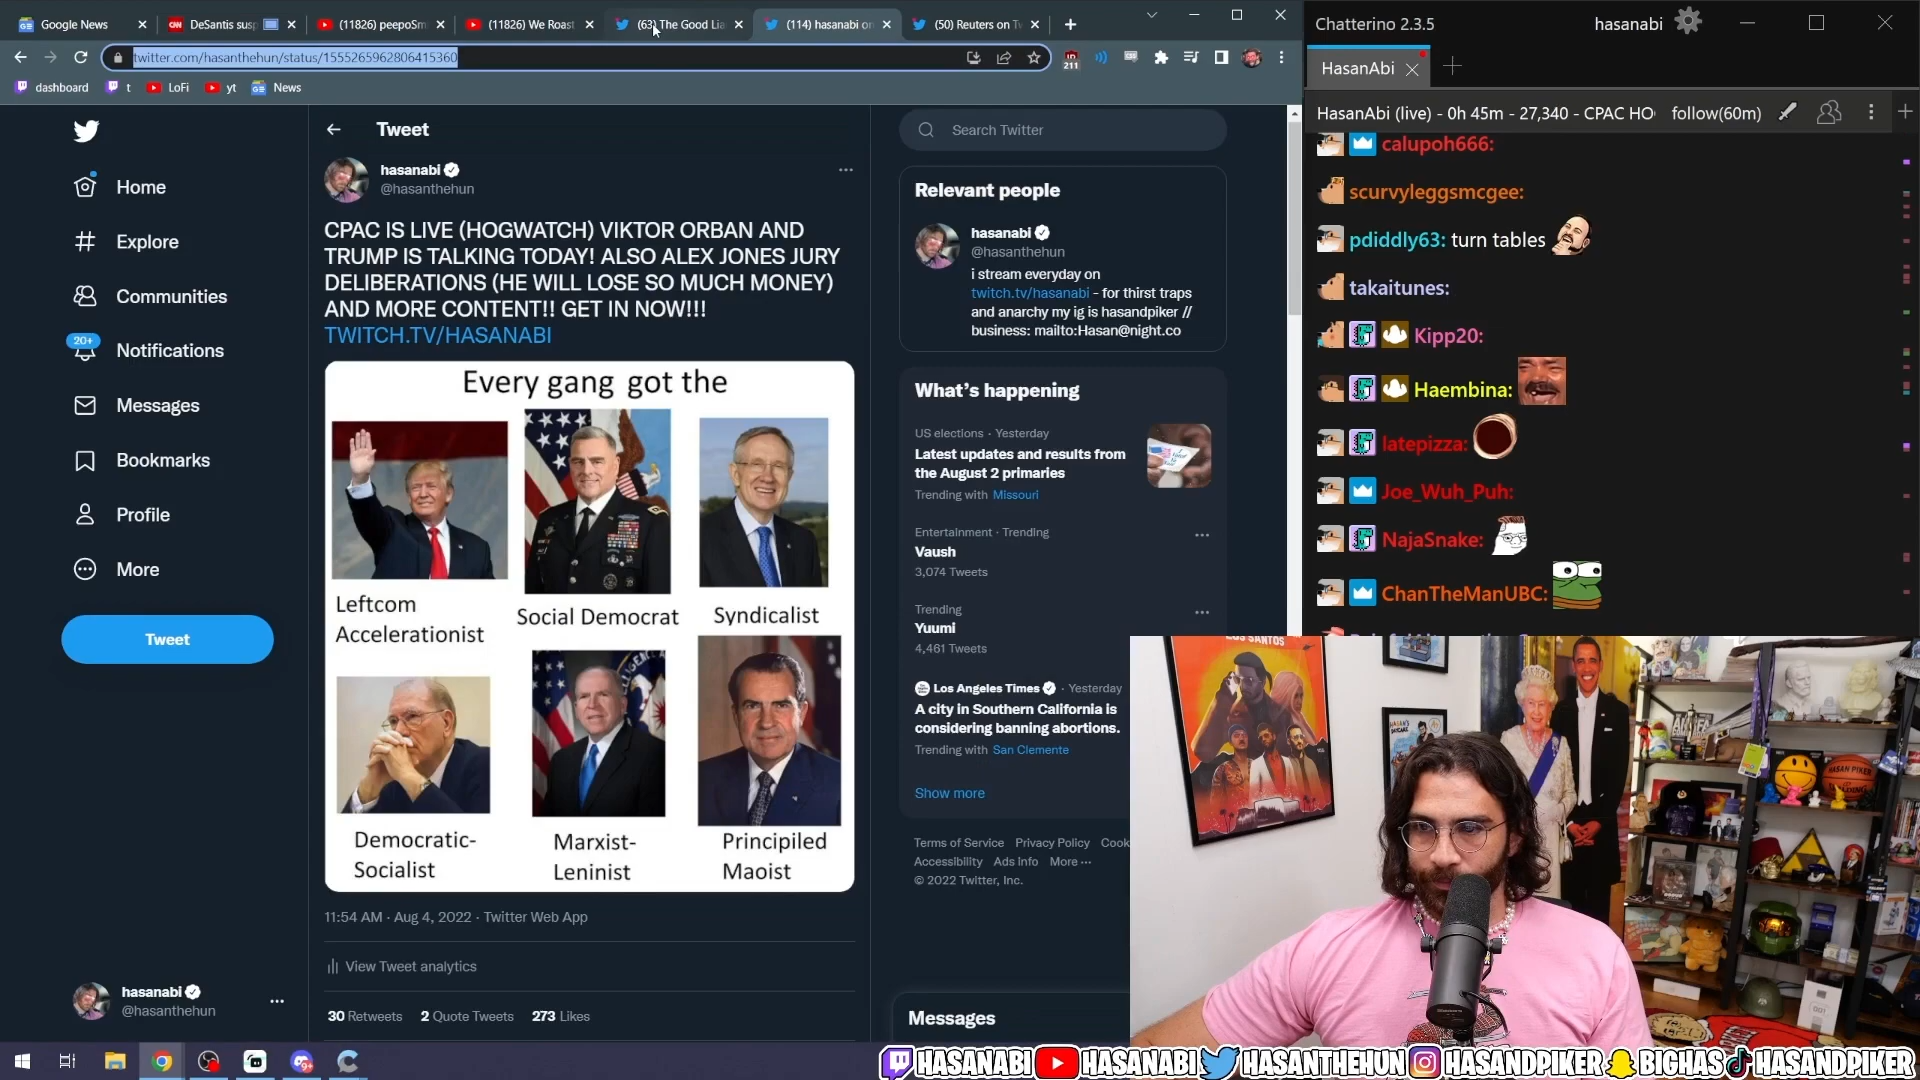 Google News
DeSantis sus
(11826) peepoSm
(11826) We Roast
(63) The Good Lia
(114) hasanabi on
(50) Reuters on Tw
twitter.com/hasanthehun/status/1555265962806415360
211
dashboard
t
LoFi
yt
News
Home
Explore
Communities
20+
Notifications
Messages
Bookmarks
Profile
More
Tweet
hasanabi
@hasanthehun
Tweet
hasanabi
@hasanthehun
CPAC IS LIVE (HOGWATCH) VIKTOR ORBAN AND
TRUMP IS TALKING TODAY! ALSO ALEX JONES JURY
DELIBERATIONS (HE WILL LOSE SO MUCH MONEY)
AND MORE CONTENT!! GET IN NOW!!!
TWITCH.TV/HASANABI
Every gang got the
Leftcom
Accelerationist
Social Democrat
Syndicalist
Democratic-
Socialist
Marxist-
Leninist
Principiled
Maoist
11:54 AM · Aug 4, 2022 · Twitter Web App
View Tweet analytics
30 Retweets 2 Quote Tweets 273 Likes
Search Twitter
Relevant people
hasanabi
@hasanthehun
i stream everyday on
twitch.tv/hasanabi - for thirst traps
and anarchy my ig is hasandpiker //
business: mailto:Hasan@night.co
What's happening
US elections · Yesterday
Latest updates and results from
the August 2 primaries
Trending with Missouri
Entertainment · Trending
Vaush
3,074 Tweets
Trending
Yuumi
4,461 Tweets
Los Angeles Times · Yesterday
A city in Southern California is
considering banning abortions.
Trending with San Clemente
Show more
Terms of Service Privacy Policy Cook
Accessibility Ads Info More
© 2022 Twitter, Inc.
Messages
Chatterino 2.3.5
hasanabi
HasanAbi
HasanAbi (live) - 0h 45m - 27,340 - CPAC HO
follow(60m)
calupoh666:
scurvyleggsmcgee:
pdiddly63: turn tables
takaitunes:
Kipp20:
Haembina:
latepizza:
Joe_Wuh_Puh:
NajaSnake:
ChanTheManUBC:
LOS SANTOS
HASAN PIKER
HASANABI
HASANABI
HASANTHEHUN
HASANDPIKER
BIGHAS
HASANDPIKER